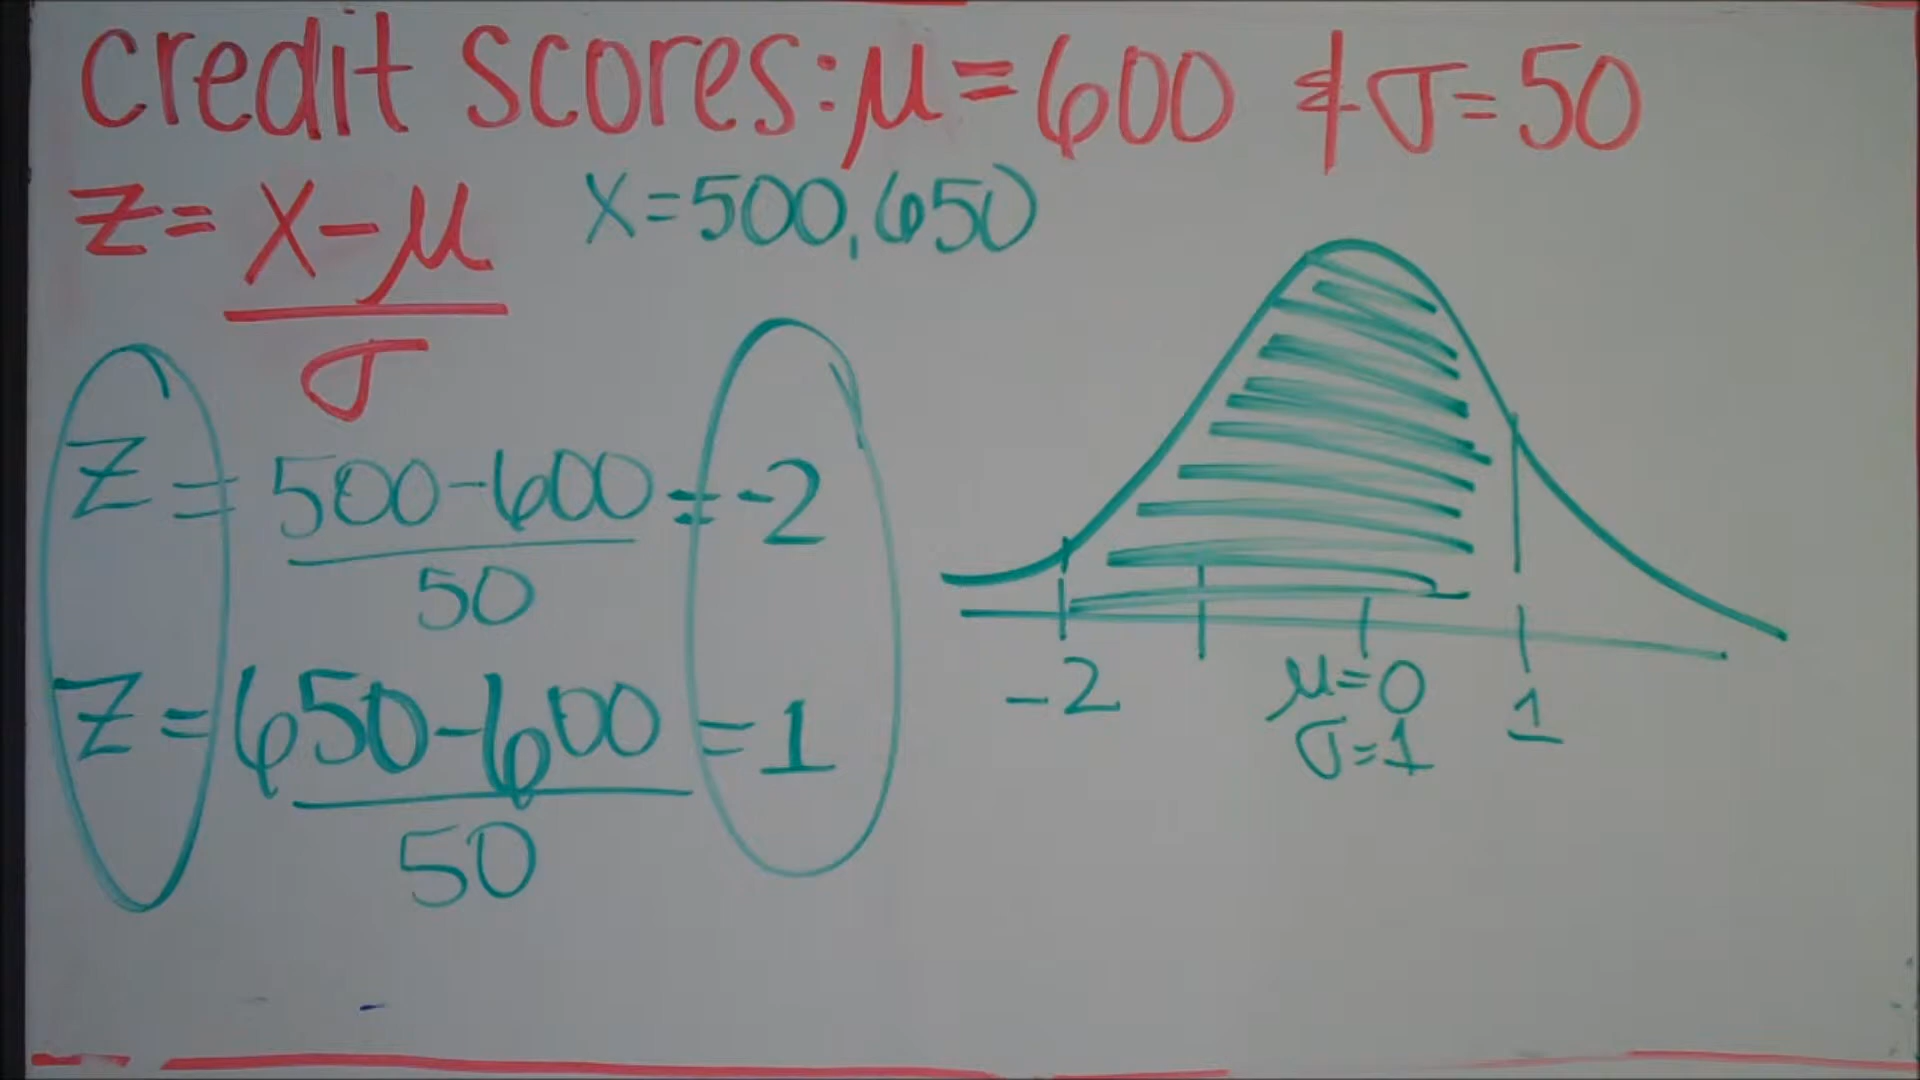 credit scores: μ = 600 & σ = 50
z = x - μ
σ
x = 500, 650
z = 500 - 600 = -2
50
z = 650 - 600 = 1
50
-2
μ = 0
σ = 1
1